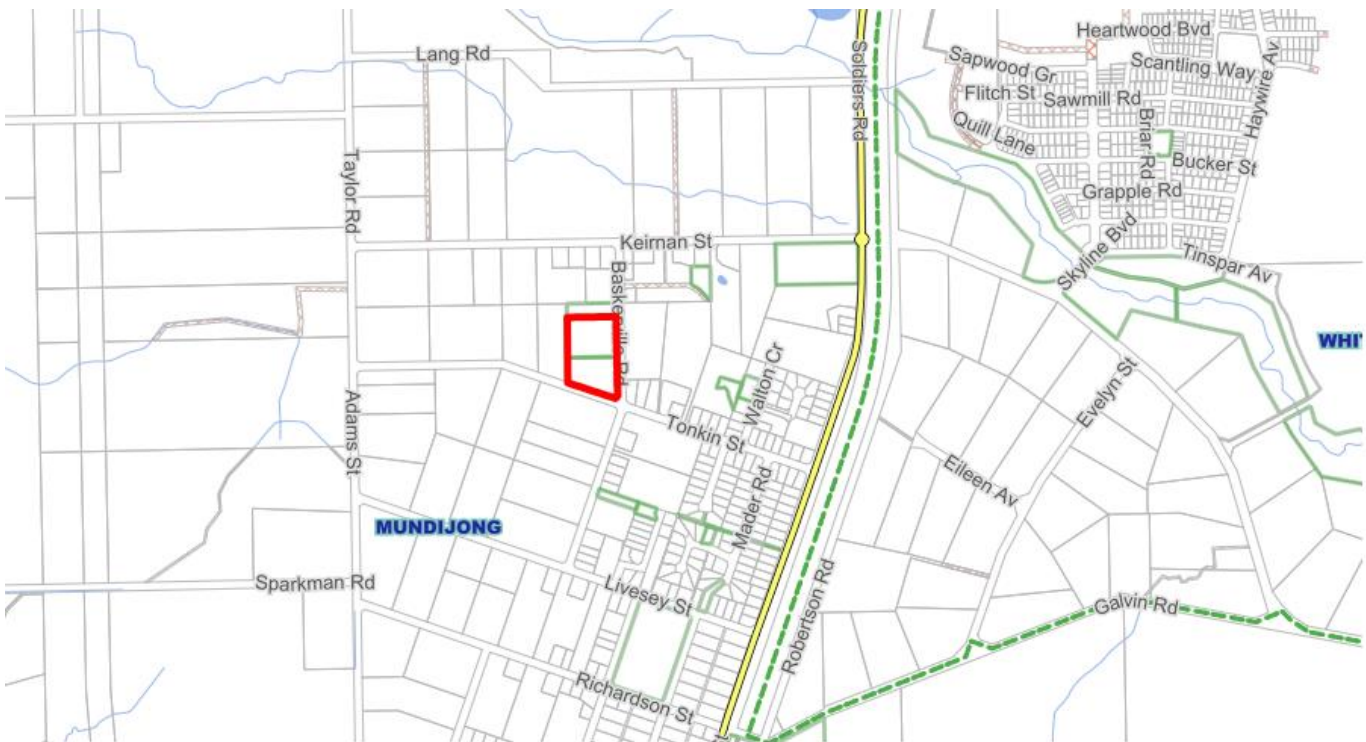 Heartwood Bvd
Lang Rd
Soldiers Rd
Sapwood Gr
Scantling Way
Flitch St
Sawmill Rd
Haywire Av
Quill Lane
Briar Rd
Bucker St
Taylor Rd
Grapple Rd
Keirnan St
Skyline Bvd
Tinspar Av
Baskerville Rd
WHI
Walton Cr
Evelyn St
Adams St
Tonkin St
Eileen Av
Mader Rd
MUNDIJONG
Sparkman Rd
Livesey St
Robertson Rd
Galvin Rd
Richardson St